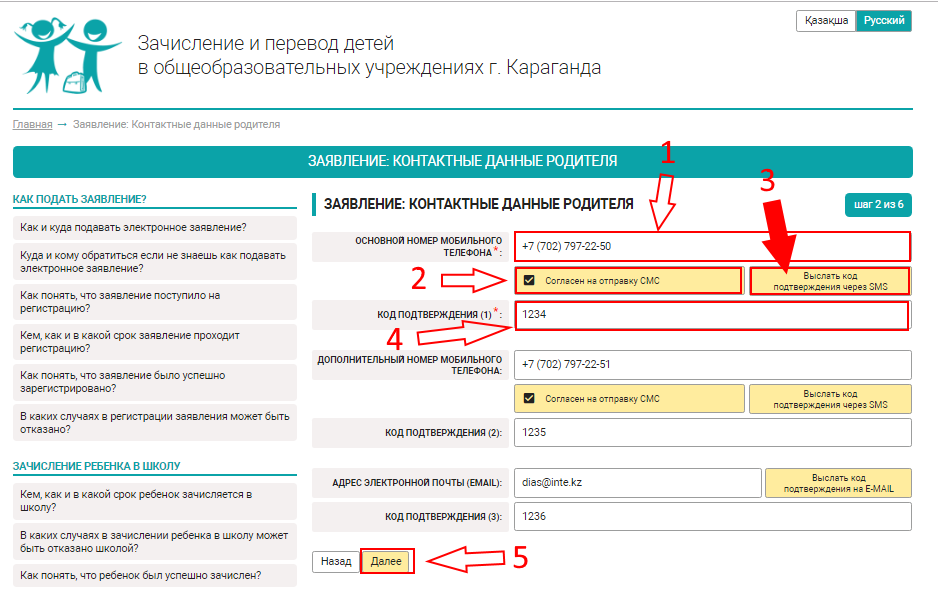 Қазақша Русский
Зачисление и перевод детей
в общеобразовательных учреждениях г. Караганда
Главная → Заявление: Контактные данные родителя
ЗАЯВЛЕНИЕ: КОНТАКТНЫЕ ДАННЫЕ РОДИТЕЛЯ
1
КАК ПОДАТЬ ЗАЯВЛЕНИЕ?
Как и куда подавать электронное заявление?
Куда и кому обратиться если не знаешь как подавать
электронное заявление?
Как понять, что заявление поступило на
регистрацию?
Кем, как и в какой срок заявление проходит
регистрацию?
Как понять, что заявление было успешно
зарегистрировано?
В каких случаях в регистрации заявления может быть
отказано?
ЗАЧИСЛЕНИЕ РЕБЕНКА В ШКОЛУ
Кем, как и в какой срок ребенок зачисляется в
школу?
В каких случаях в зачислении ребенка в школу может
быть отказано школой?
Как понять, что ребенок был успешно зачислен?
ЗАЯВЛЕНИЕ: КОНТАКТНЫЕ ДАННЫЕ РОДИТЕЛЯ
3
шаг 2 из 6
ОСНОВНОЙ НОМЕР МОБИЛЬНОГО
ТЕЛЕФОНА*:
+7 (702) 797-22-50
2
Согласен на отправку СМС
Выслать код
подтверждения через SMS
КОД ПОДТВЕРЖДЕНИЯ (1)*:
1234
4
ДОПОЛНИТЕЛЬНЫЙ НОМЕР МОБИЛЬНОГО
ТЕЛЕФОНА:
+7 (702) 797-22-51
Согласен на отправку СМС
Выслать код
подтверждения через SMS
КОД ПОДТВЕРЖДЕНИЯ (2):
1235
АДРЕС ЭЛЕКТРОННОЙ ПОЧТЫ (EMAIL):
dias@inte.kz
Выслать код
подтверждения на E-MAIL
КОД ПОДТВЕРЖДЕНИЯ (3):
1236
Назад Далее
5